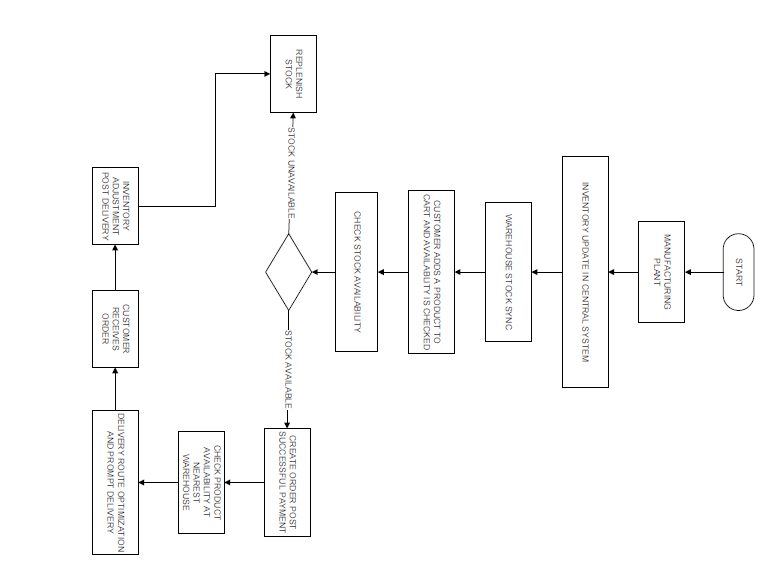 START
MANUFACTURING
PLANT
INVENTORY UPDATE IN CENTRAL SYSTEM
WAREHOUSE STOCK SYNC
CUSTOMER ADDS A PRODUCT TO
CART AND AVAILABLITY IS CHECKED
CHECK STOCK AVAILABILITY
STOCK UNAVAILABLE
REPLENISH
STOCK
STOCK AVAILABLE
CREATE ORDER POST
SUCCESSFUL PAYMENT
CHECK PRODUCT
AVAILABILITY AT
NEAREST
WAREHOUSE
DELIVERY ROUTE OPTIMIZATION
AND PROMPT DELIVERY
CUSTOMER
RECEIVES
ORDER
INVENTORY
ADJUSTMENT
POST DELIVERY